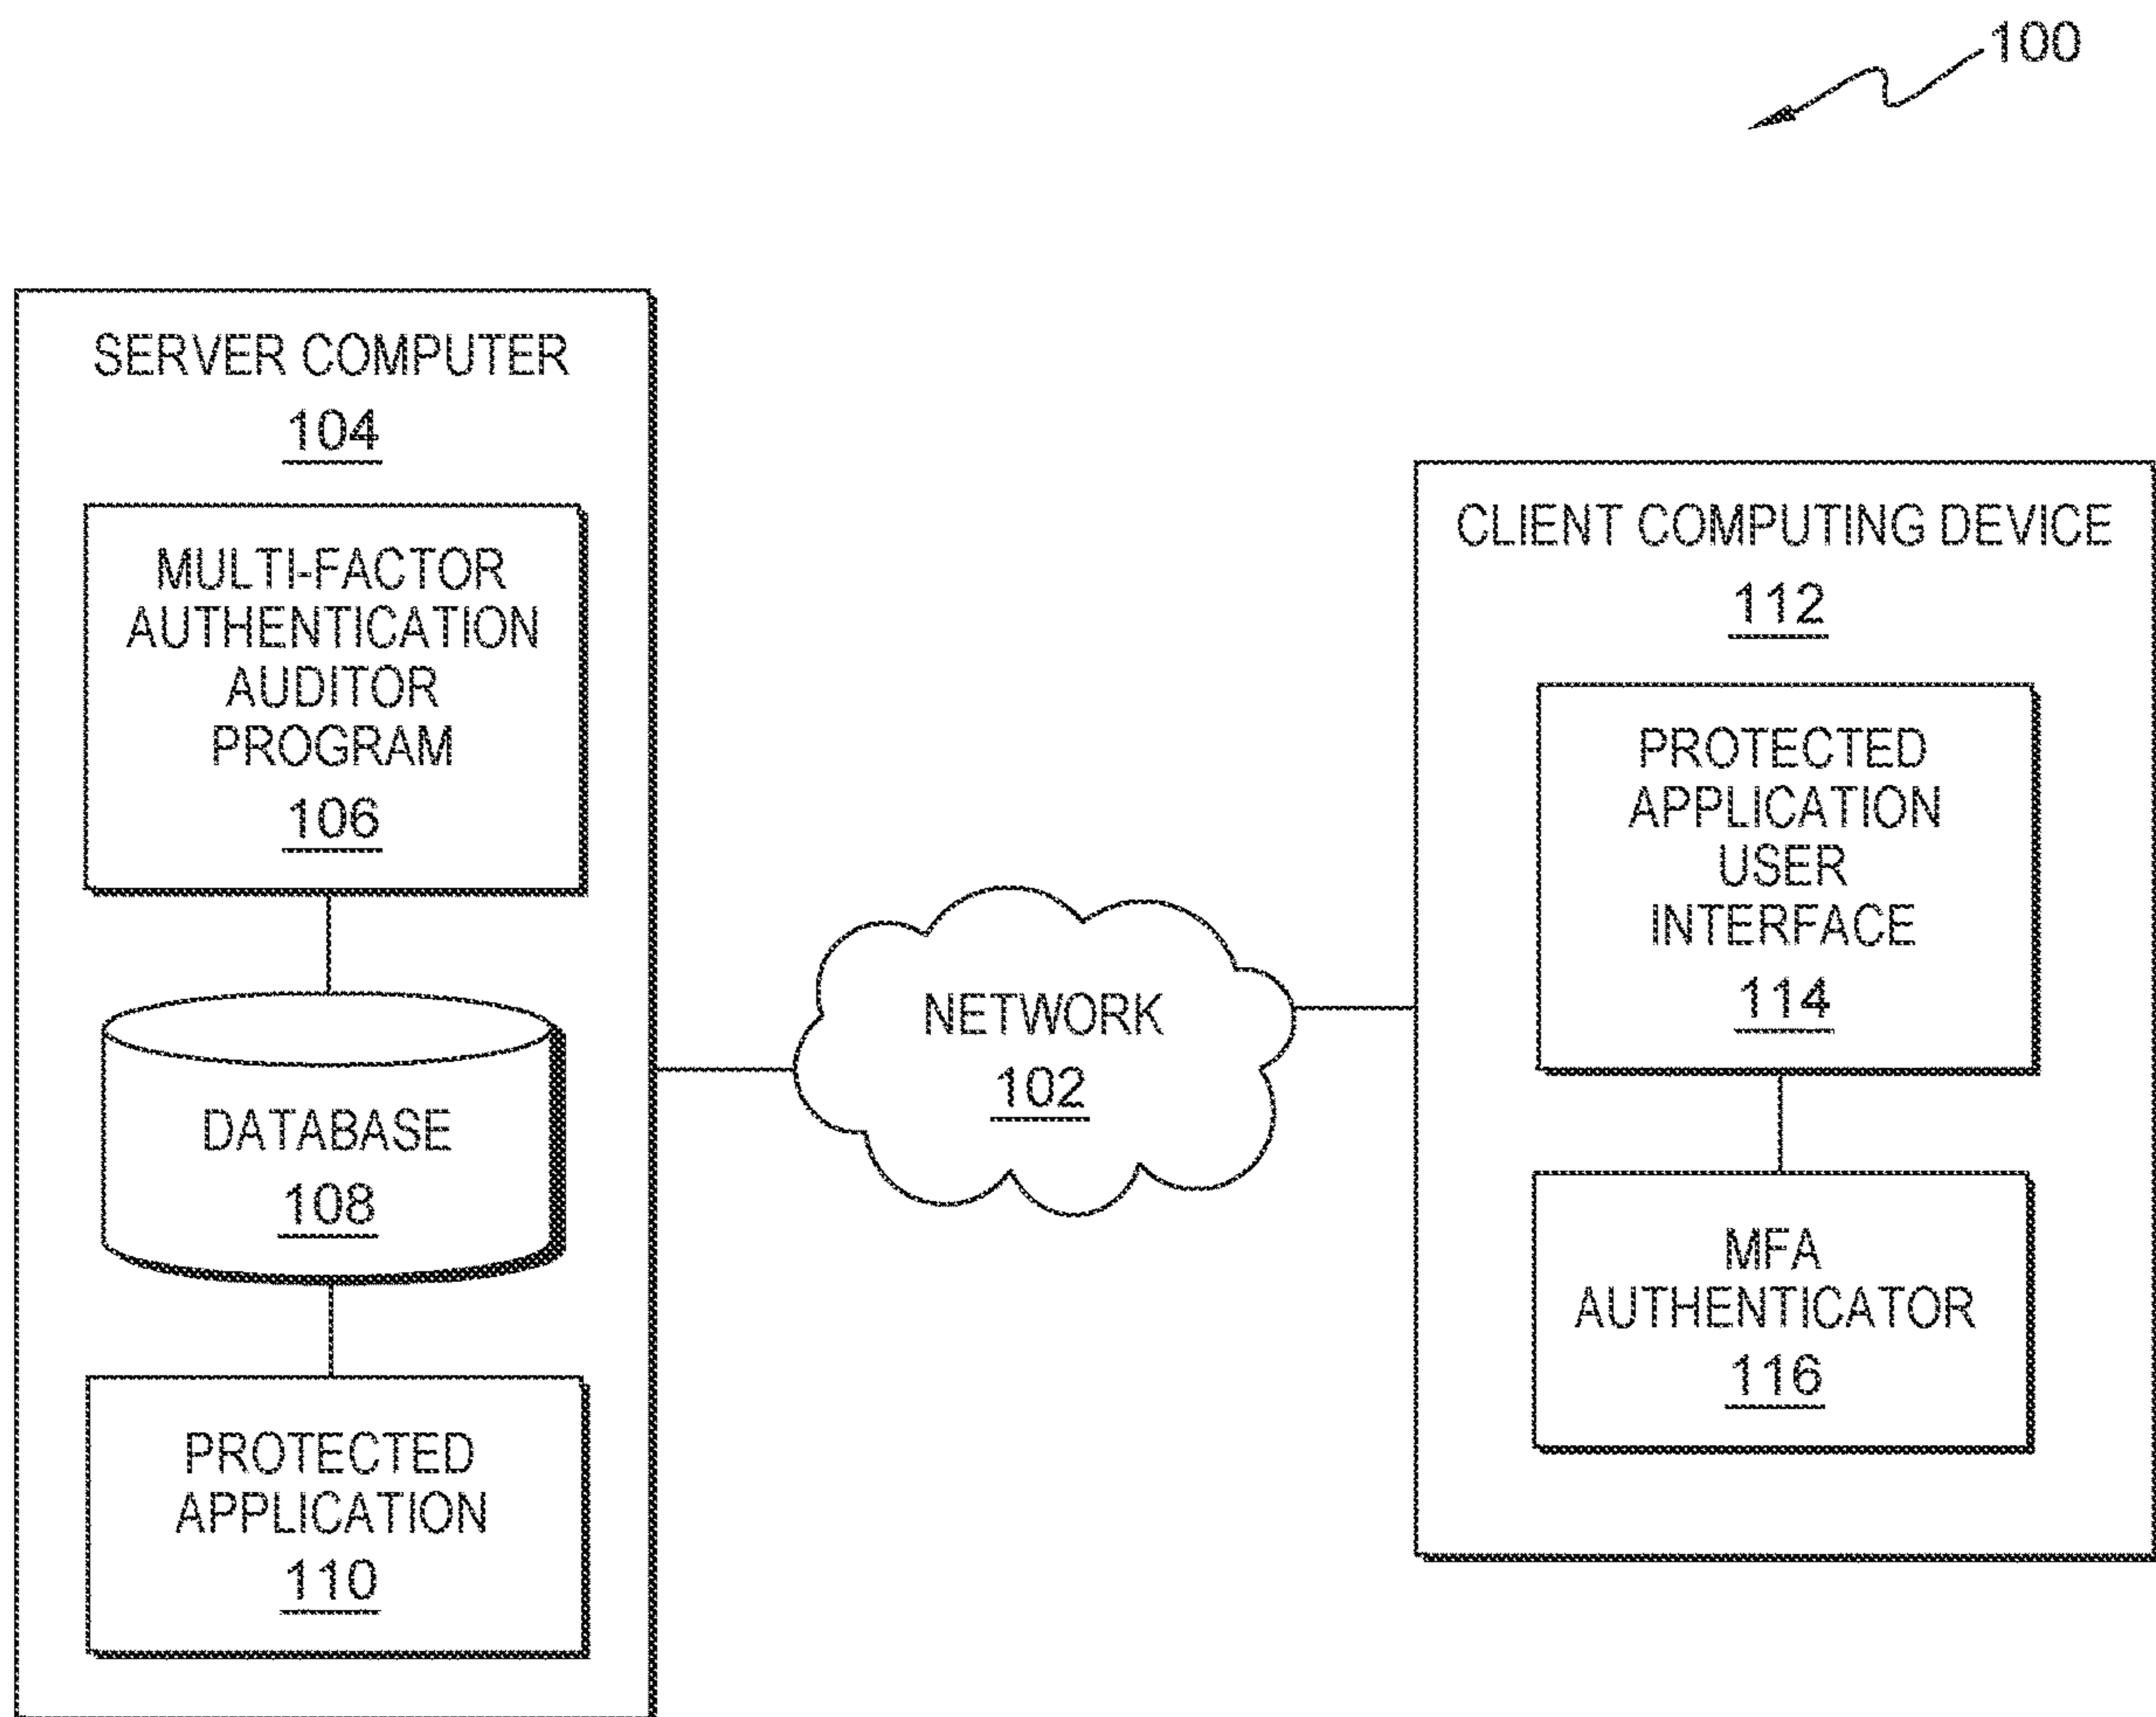 100
SERVER COMPUTER
104
MULTI-FACTOR
AUTHENTICATION
AUDITOR
PROGRAM
106
DATABASE
108
PROTECTED
APPLICATION
110
NETWORK
102
CLIENT COMPUTING DEVICE
112
PROTECTED
APPLICATION
USER
INTERFACE
114
MFA
AUTHENTICATOR
116